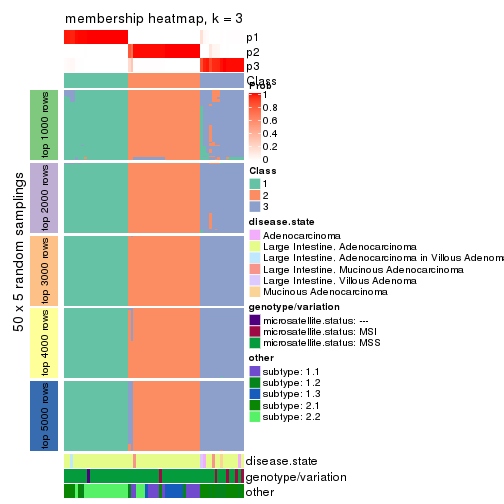 membership heatmap, k = 3
p1
p2
p3
Class
Prob
1
0.8
0.6
0.4
0.2
0
Class
1
2
3
disease.state
Adenocarcinoma
Large Intestine. Adenocarcinoma
Large Intestine. Adenocarcinoma in Villous Adenoma
Large Intestine. Mucinous Adenocarcinoma
Large Intestine. Villous Adenoma
Mucinous Adenocarcinoma
genotype/variation
microsatellite.status: ---
microsatellite.status: MSI
microsatellite.status: MSS
other
subtype: 1.1
subtype: 1.2
subtype: 1.3
subtype: 2.1
subtype: 2.2
50 x 5 random samplings
top 1000 rows
top 2000 rows
top 3000 rows
top 4000 rows
top 5000 rows
disease.state
genotype/variation
other